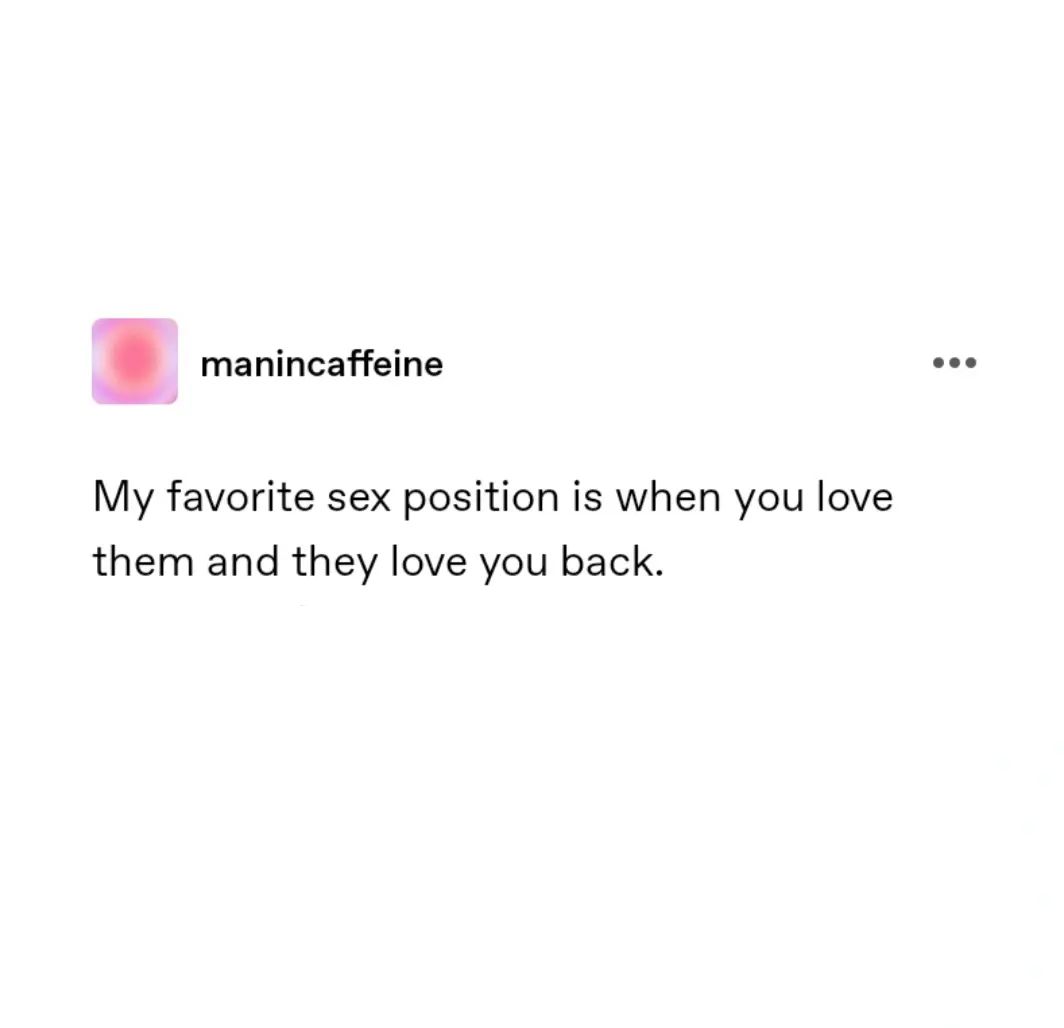 manincaffeine
My favorite sex position is when you love
them and they love you back.